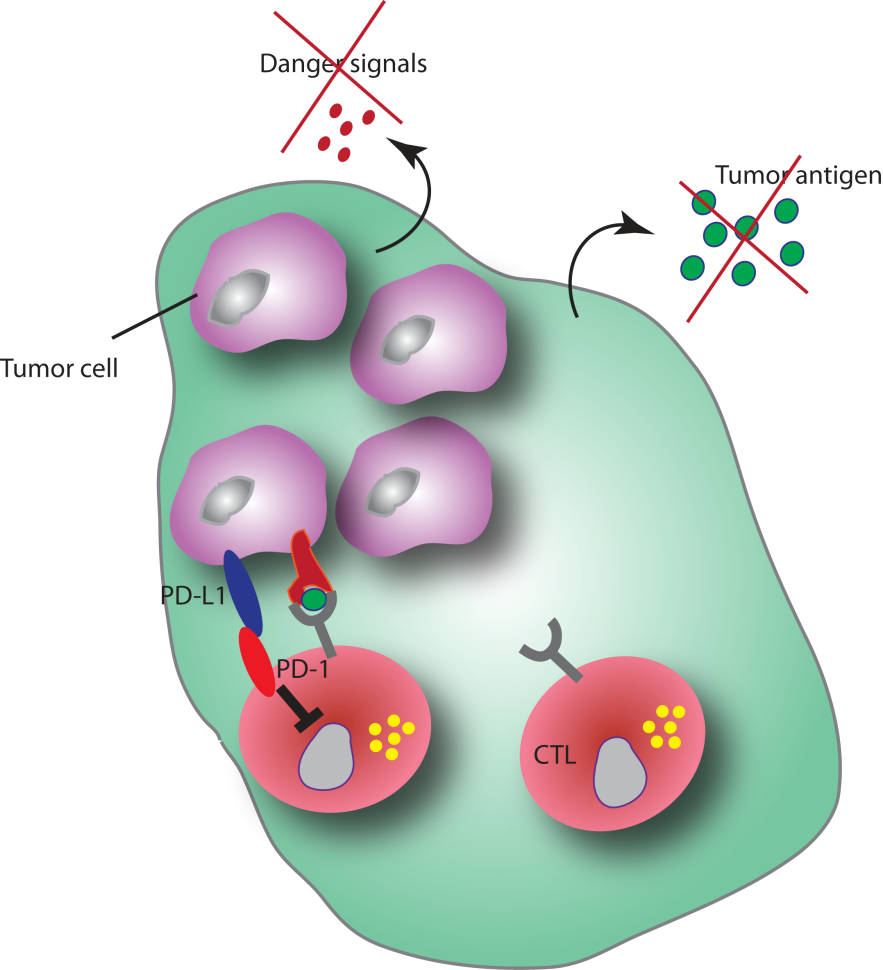 Danger signals
Tumor antigen
Tumor cell
PD-L1
PD-1
CTL